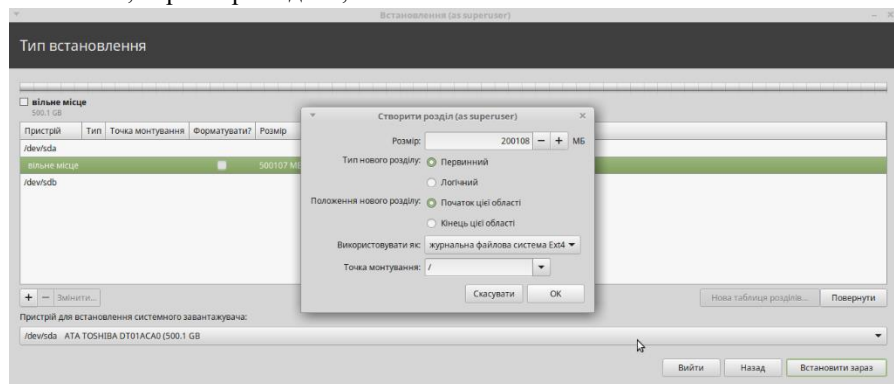 Встановлення (as superuser)
Тип встановлення
вільне місце
500.1 GB
Пристрій Тип Точка монтування Форматувати? Розмір
/dev/sda
вільне місце 500107 МБ
/dev/sdb
Створити розділ (as superuser)
Розмір: 200108 − + МБ
Тип нового розділу: Первинний
Логічний
Положення нового розділу: Початок цієї області
Кінець цієї області
Використовувати як: журнальна файлова система Ext4
Точка монтування: /
Скасувати ОК
+ − Змінити... Нова таблиця розділів... Повернути
Пристрій для встановлення системного завантажувача:
/dev/sda ATA TOSHIBA DT01ACA0 (500.1 GB
Вийти Назад Встановити зараз